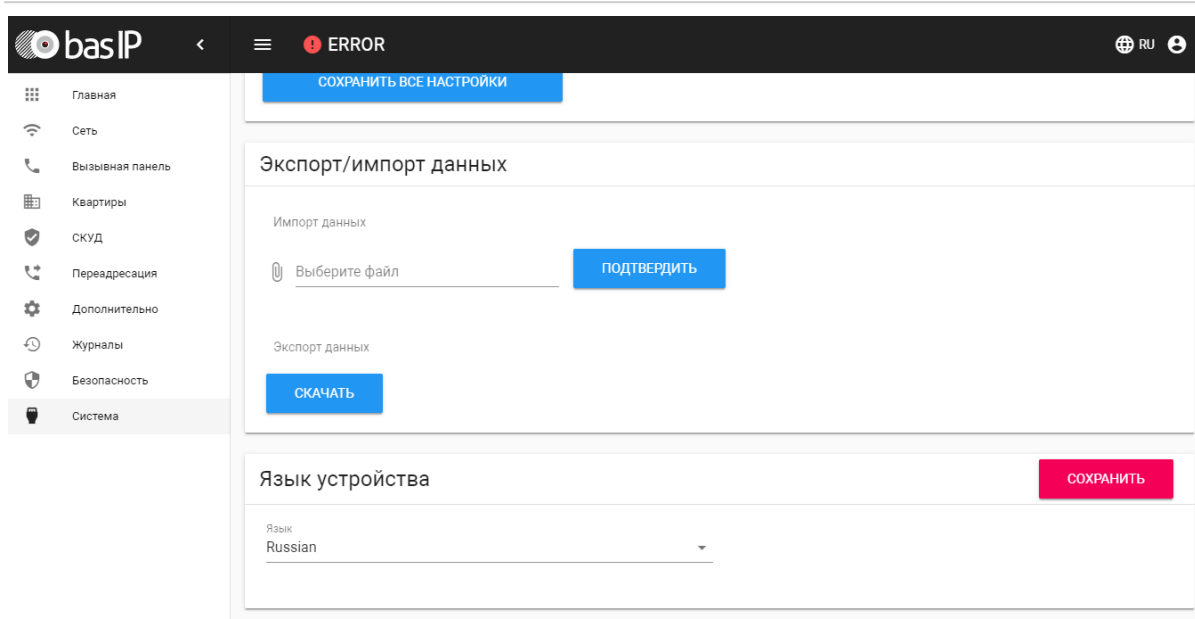 bas IP
ERROR
RU
СОХРАНИТЬ ВСЕ НАСТРОЙКИ
Главная
Сеть
Вызывная панель
Квартиры
СКУД
Переадресация
Дополнительно
Журналы
Безопасность
Система
Экспорт/импорт данных
Импорт данных
Выберите файл
ПОДТВЕРДИТЬ
Экспорт данных
СКАЧАТЬ
Язык устройства
СОХРАНИТЬ
Язык
Russian